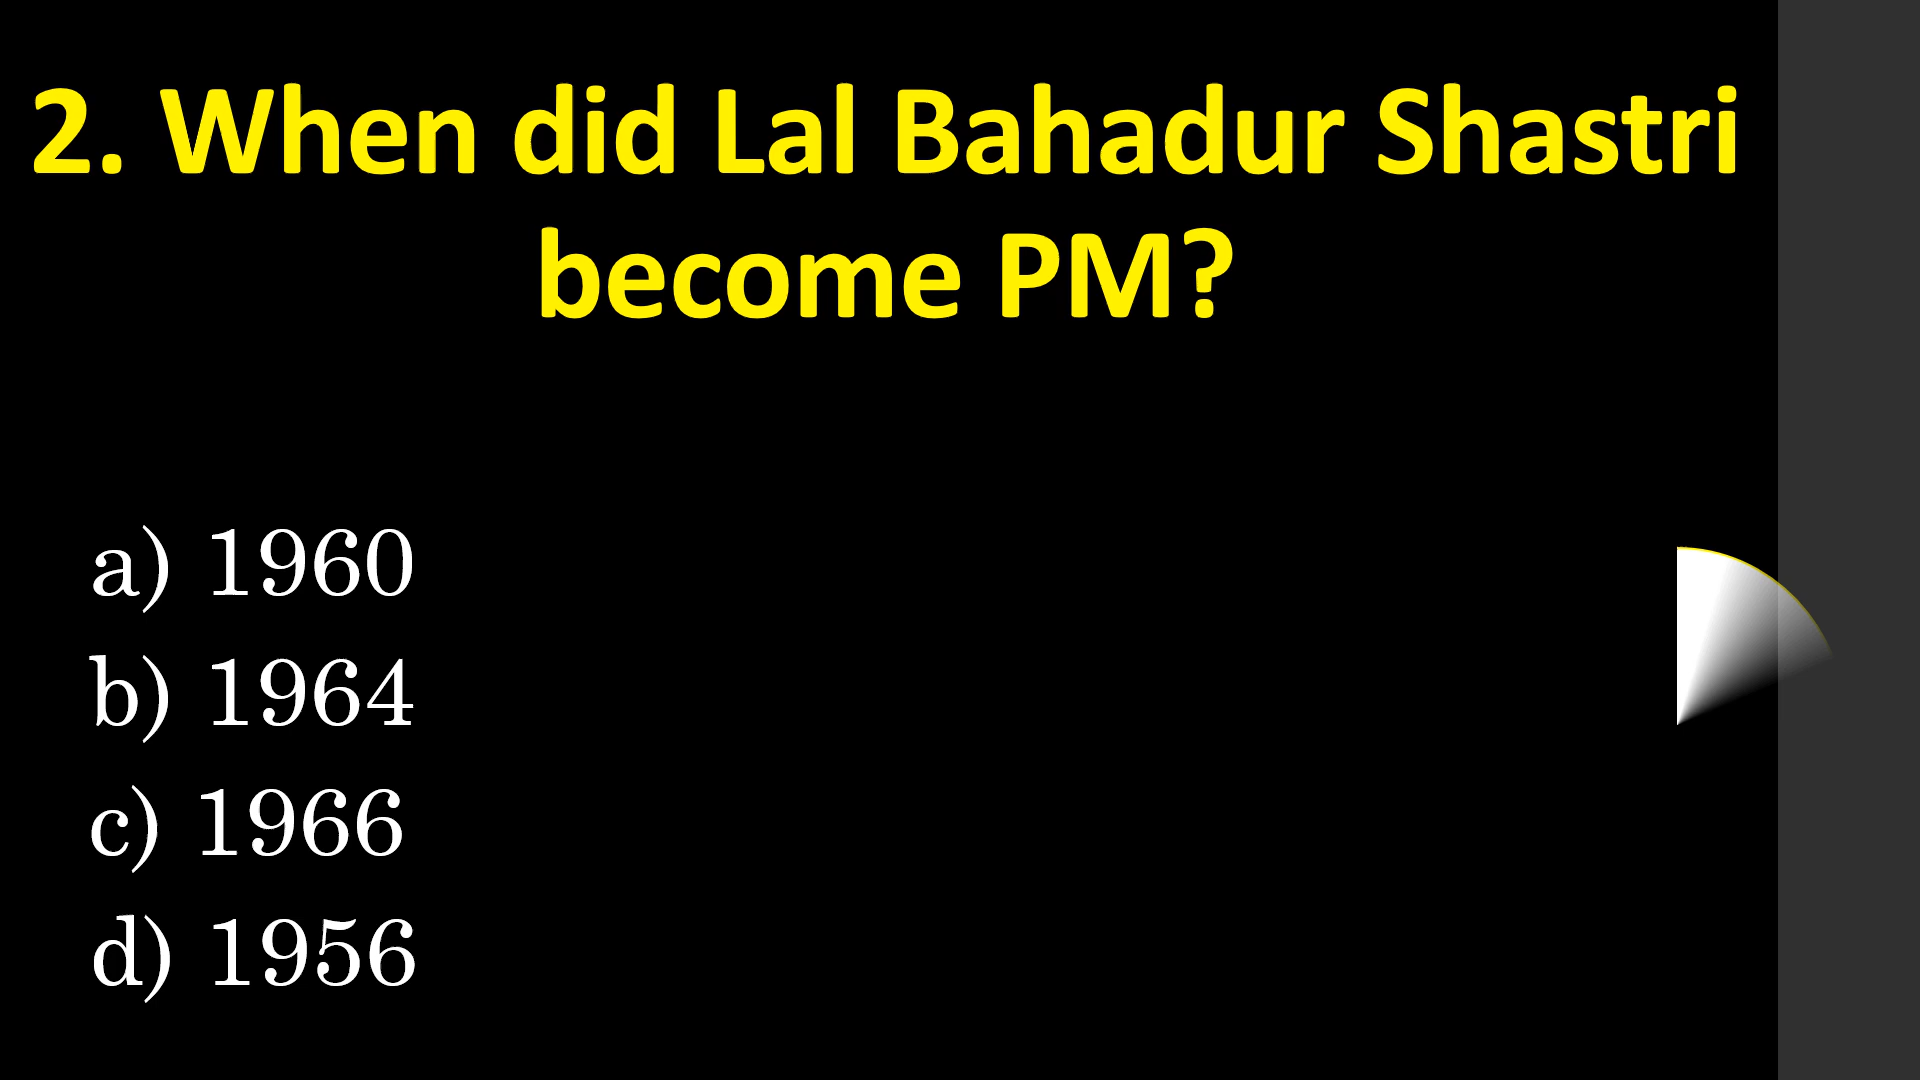 2. When did Lal Bahadur Shastri
become PM?
a) 1960
b) 1964
c) 1966
d) 1956